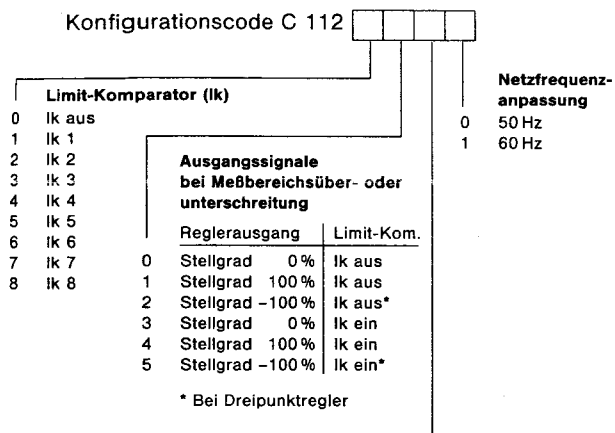 Konfigurationscode C 112
Limit-Komparator (lk)
0 lk aus
1 lk 1
2 lk 2
3 lk 3
4 lk 4
5 lk 5
6 lk 6
7 lk 7
8 lk 8
Ausgangssignale
bei Meßbereichsüber- oder
unterschreitung
Reglerausgang Limit-Kom.
0 Stellgrad 0% lk aus
1 Stellgrad 100% lk aus
2 Stellgrad -100% lk aus*
3 Stellgrad 0% lk ein
4 Stellgrad 100% lk ein
5 Stellgrad -100% lk ein*
* Bei Dreipunktregler
Netzfrequenz-
anpassung
0 50 Hz
1 60 Hz